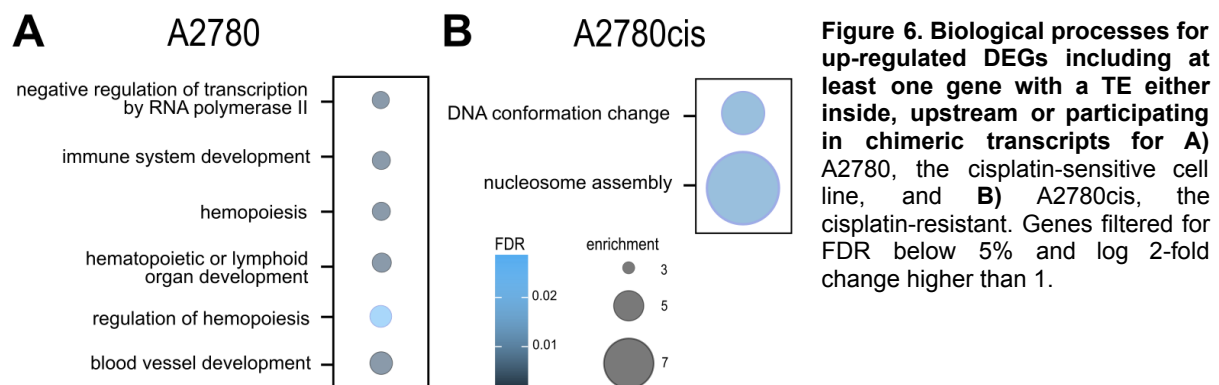 A
A2780
negative regulation of transcription
by RNA polymerase II
immune system development
hemopoiesis
hematopoietic or lymphoid
organ development
regulation of hemopoiesis
blood vessel development
B
A2780cis
DNA conformation change
nucleosome assembly
FDR
0.02
0.01
enrichment
3
5
7
Figure 6. Biological processes for
up-regulated DEGs including at
least one gene with a TE either
inside, upstream or participating
in chimeric transcripts for A)
A2780, the cisplatin-sensitive cell
line, and B) A2780cis, the
cisplatin-resistant. Genes filtered for
FDR below 5% and log 2-fold
change higher than 1.